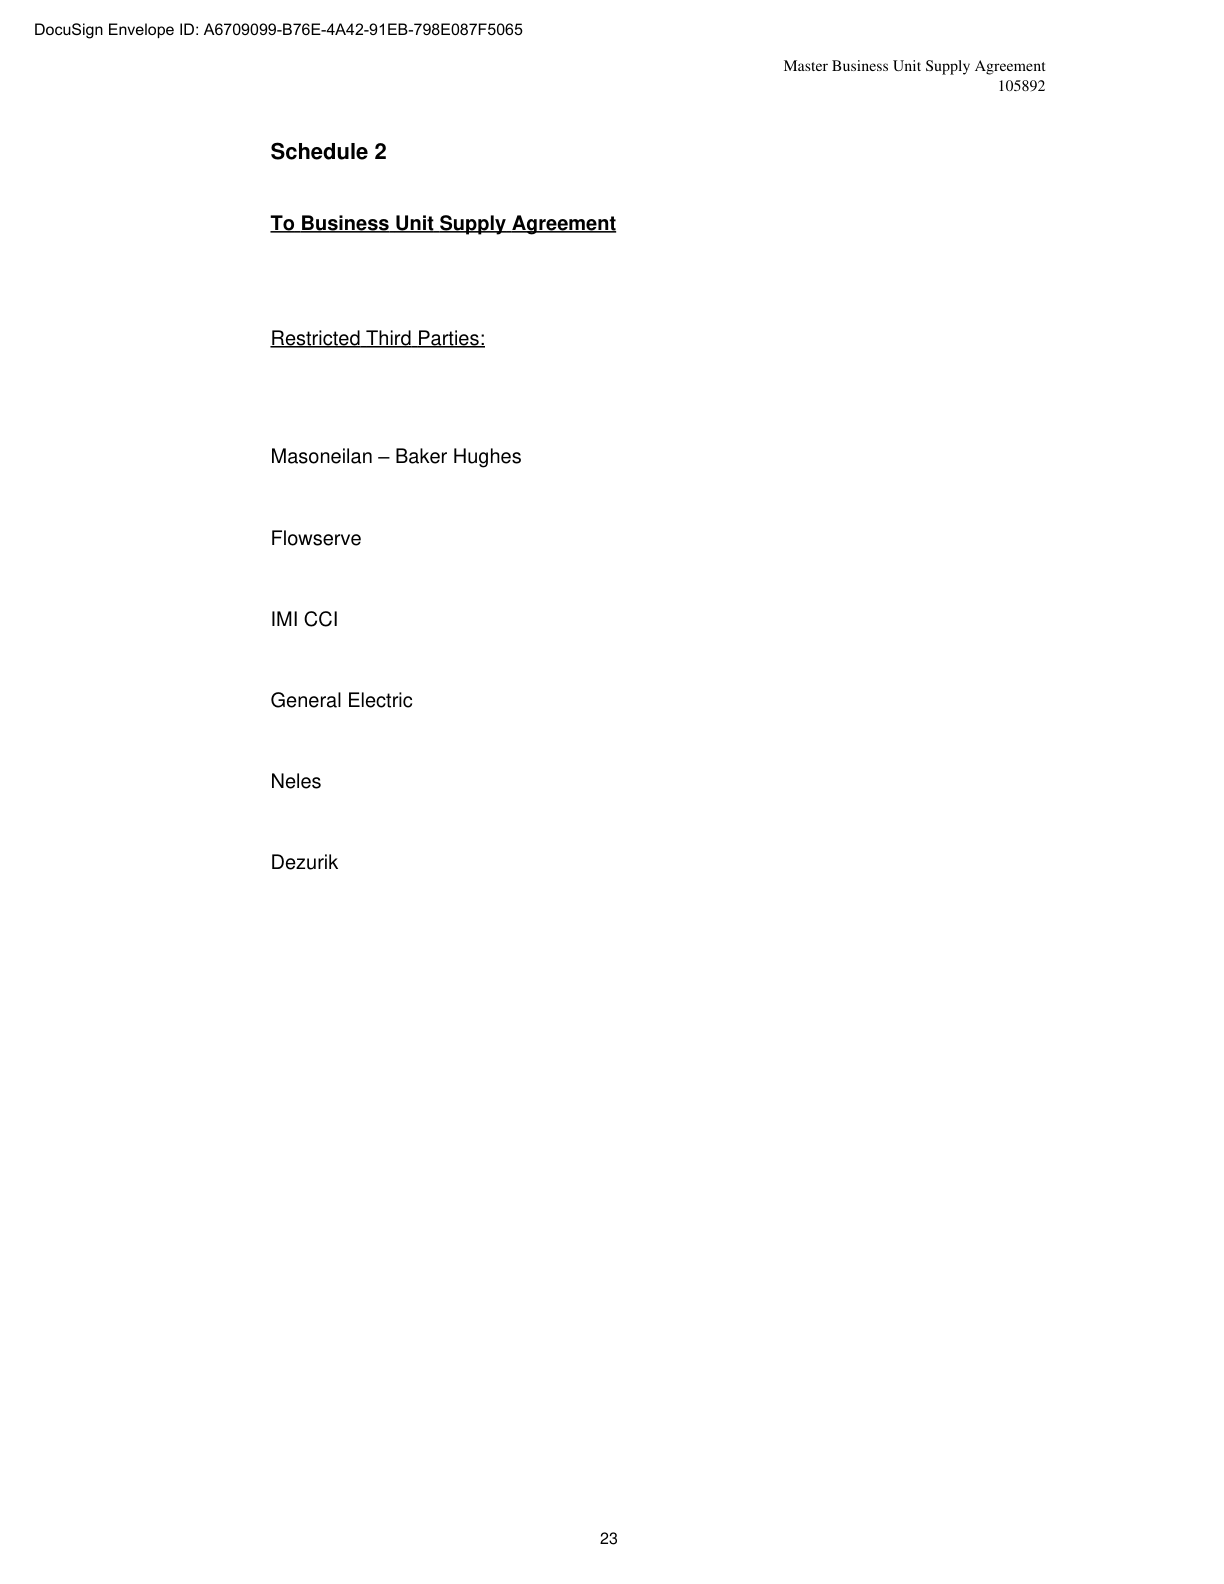 DocuSign Envelope ID: A6709099-B76E-4A42-91EB-798E087F5065
Master Business Unit Supply Agreement
105892
Schedule 2
To Business Unit Supply Agreement
Restricted Third Parties:
Masoneilan – Baker Hughes
Flowserve
IMI CCI
General Electric
Neles
Dezurik
23